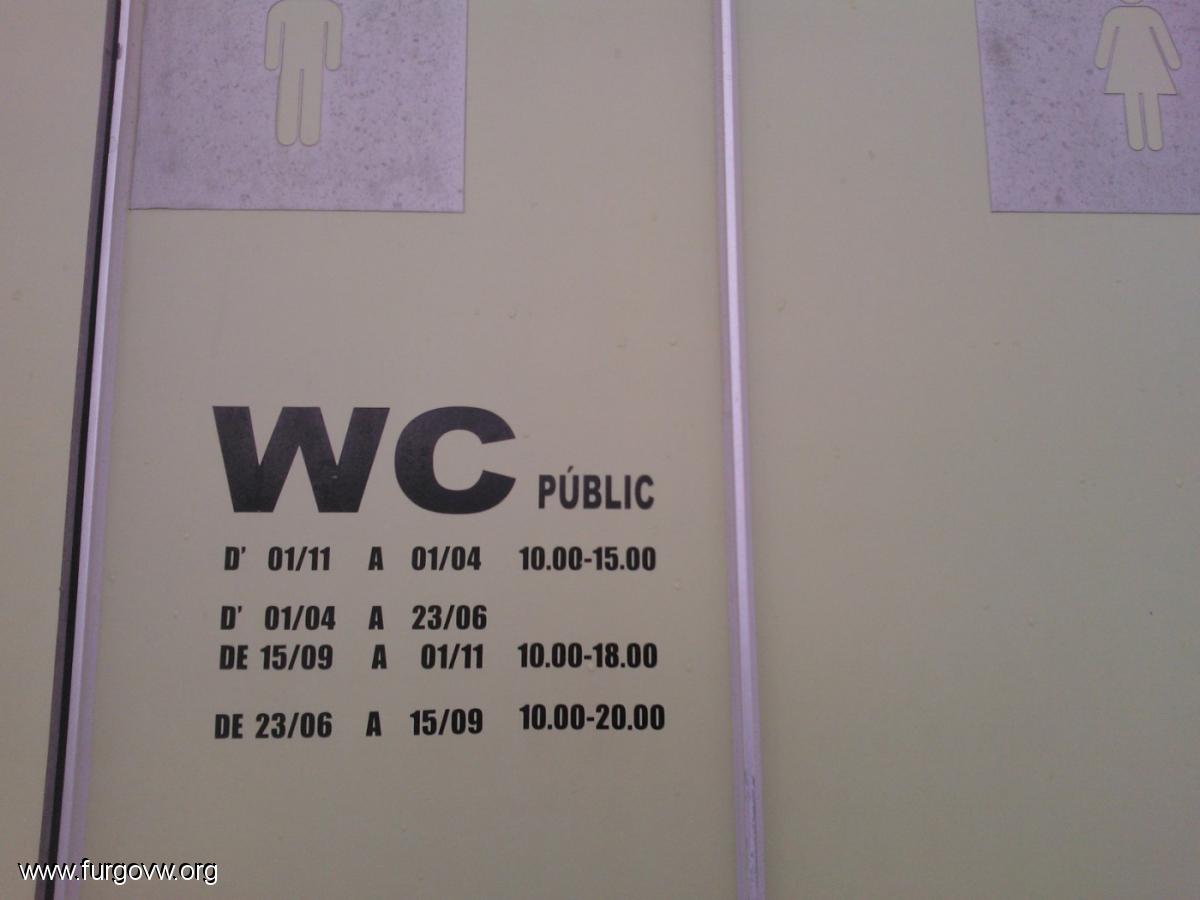 WC PÚBLIC
D' 01/11 A 01/04 10.00-15.00
D' 01/04 A 23/06
DE 15/09 A 01/11 10.00-18.00
DE 23/06 A 15/09 10.00-20.00
www.furgovw.org